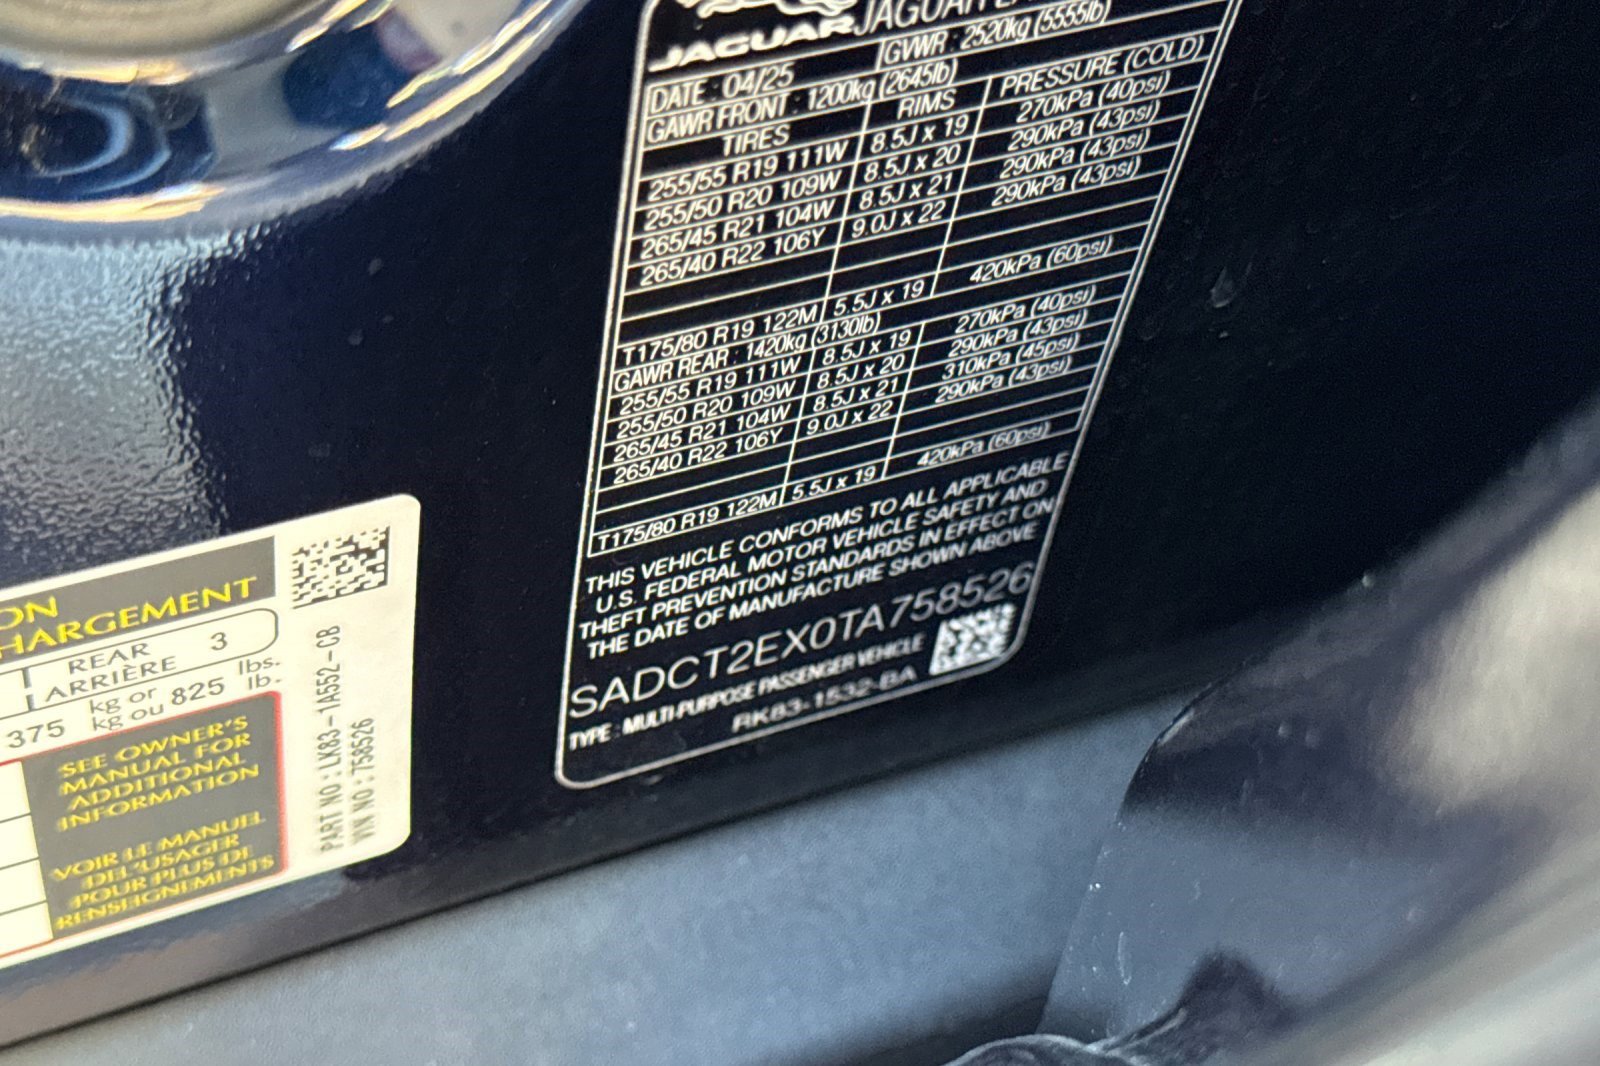 JAGUAR JAGUAR
DATE : 04/25 GVWR : 2520kg (5555lb)
GAWR FRONT : 1200kg (2645lb)
TIRES RIMS PRESSURE (COLD)
255/55 R19 111W 8.5J x 19 270kPa (40psi)
255/50 R20 109W 8.5J x 20 290kPa (43psi)
265/45 R21 104W 8.5J x 21 290kPa (43psi)
265/40 R22 106Y 9.0J x 22 290kPa (43psi)
T175/80 R19 122M 5.5J x 19 420kPa (60psi)
GAWR REAR : 1420kg (3130lb)
255/55 R19 111W 8.5J x 19 270kPa (40psi)
255/50 R20 109W 8.5J x 20 290kPa (43psi)
265/45 R21 104W 8.5J x 21 310kPa (45psi)
265/40 R22 106Y 9.0J x 22 290kPa (43psi)
T175/80 R19 122M 5.5J x 19 420kPa (60psi)
THIS VEHICLE CONFORMS TO ALL APPLICABLE
U.S. FEDERAL MOTOR VEHICLE SAFETY AND
THEFT PREVENTION STANDARDS IN EFFECT ON
THE DATE OF MANUFACTURE SHOWN ABOVE
SADCT2EX0TA758526
TYPE : MULTI-PURPOSE PASSENGER VEHICLE
RK83-1532-BA
ON
HARGEMENT
REAR 3
ARRIÈRE
375 kg or 825 lbs.
kg ou lb.
SEE OWNER'S
MANUAL FOR
ADDITIONAL
INFORMATION
VOIR LE MANUEL
DE L'USAGER
POUR PLUS DE
RENSEIGNEMENTS
PART NO : LK83-1A552-CB
VIN NO : 758526